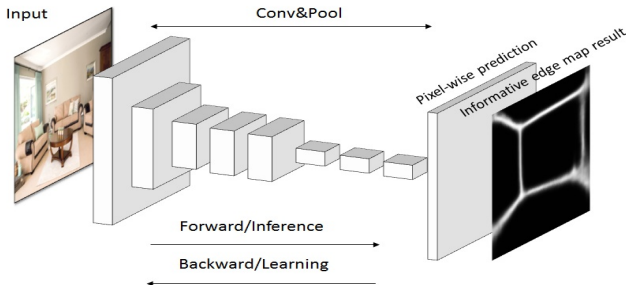 Input
Conv&Pool
Pixel-wise prediction
Informative edge map result
Forward/Inference
Backward/Learning